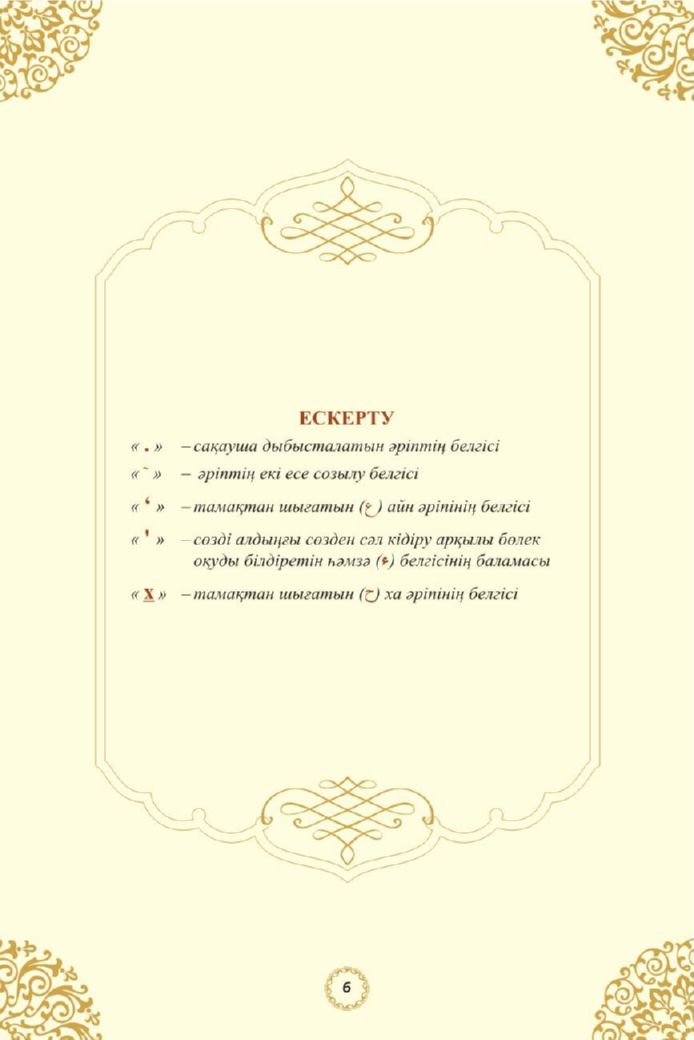 ЕСКЕРТУ
« . » – сақауша дыбысталатын әріптің белгісі
« ˜ » – әріптің екі есе созылу белгісі
« ‘ » – тамақтан шығатын (ع) айн әріпінің белгісі
« ' » – сөзді алдыңғы сөзден сәл кідіру арқылы бөлек
оқуды білдіретін һәмзә (ء) белгісінің баламасы
« х » – тамақтан шығатын (ح) ха әріпінің белгісі
6